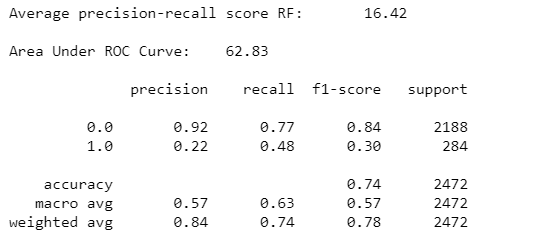 Average precision-recall score RF: 16.42
Area Under ROC Curve: 62.83
precision recall f1-score support
0.0 0.92 0.77 0.84 2188
1.0 0.22 0.48 0.30 284
accuracy 0.74 2472
macro avg 0.57 0.63 0.57 2472
weighted avg 0.84 0.74 0.78 2472